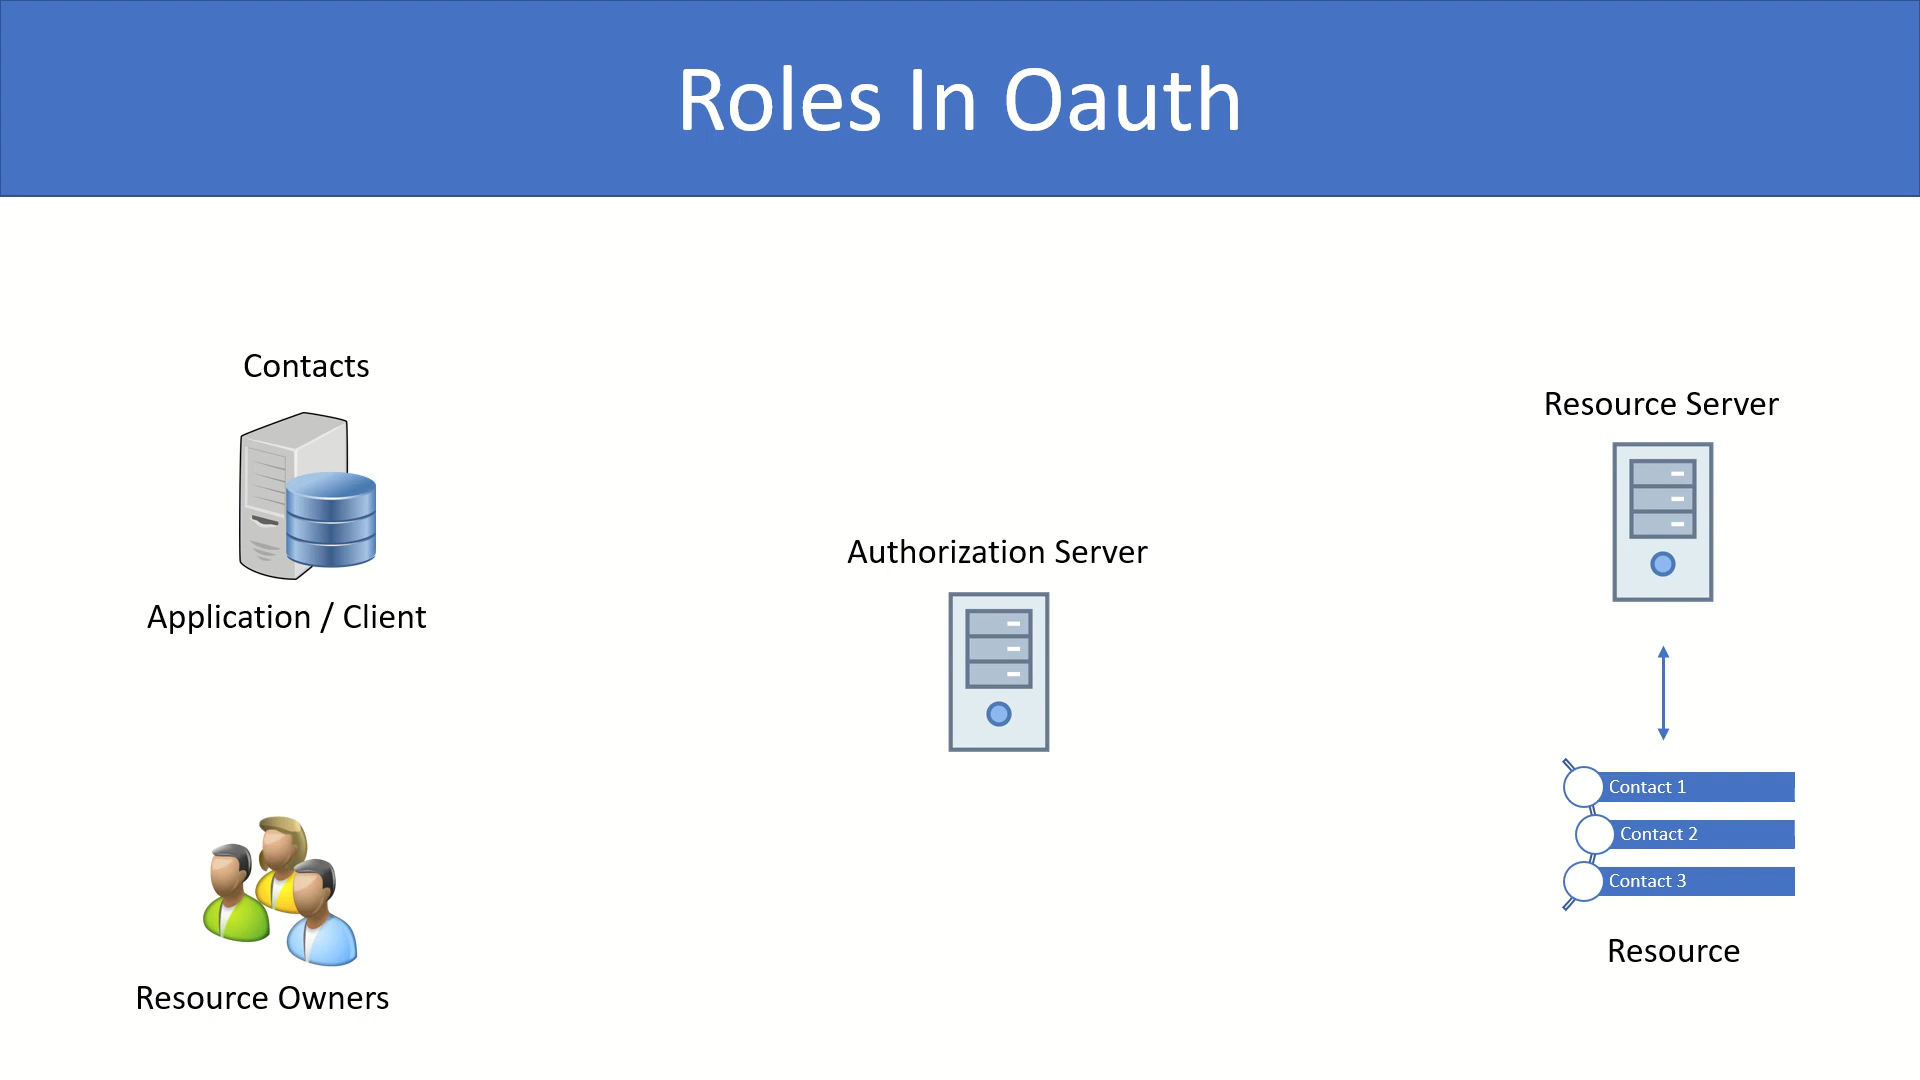 Roles In Oauth
Contacts
Application / Client
Resource Owners
Authorization Server
Resource Server
Contact 1
Contact 2
Contact 3
Resource